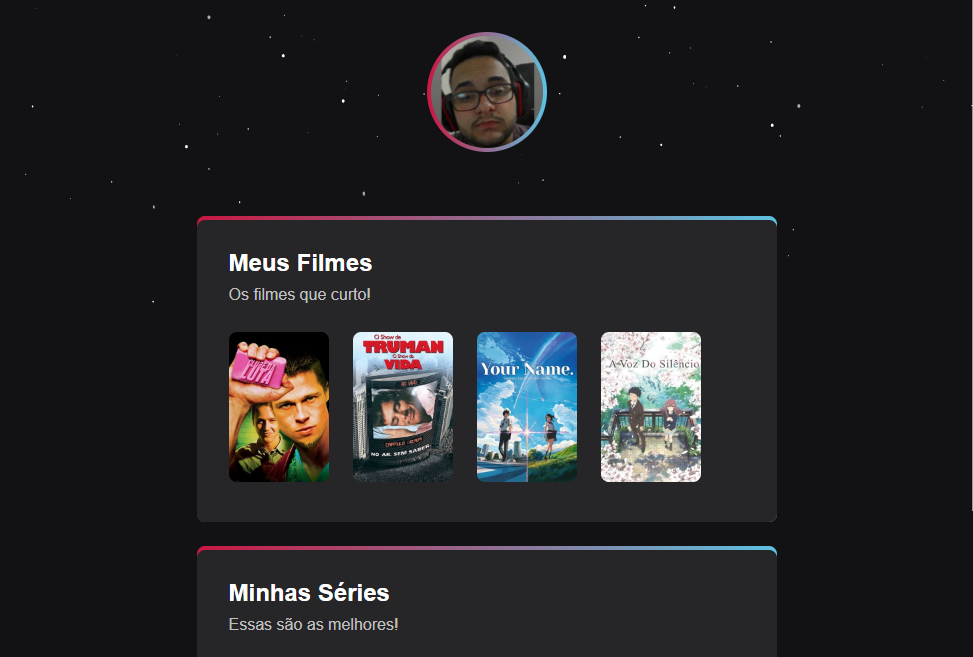 Meus Filmes
Os filmes que curto!
CLUBE DA
LUTA
O Show de
TRUMAN
O Show da
VIDA
Your Name.
A Voz Do Silêncio
NO AR. SEM SABER.
Minhas Séries
Essas são as melhores!